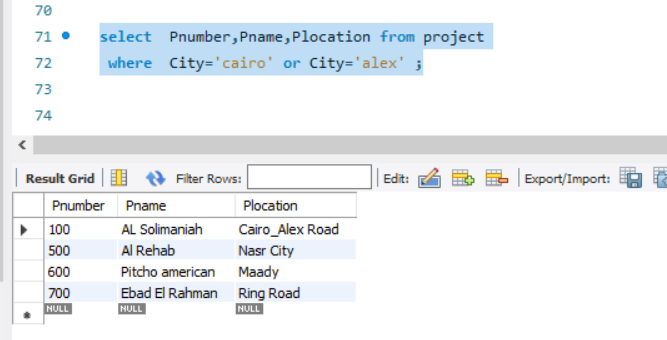 70
71 select Pnumber,Pname,Plocation from project
72 where City='cairo' or City='alex' ;
73
74
Result Grid Filter Rows: Edit: Export/Import:
Pnumber Pname Plocation
100 AL Solimaniah Cairo_Alex Road
500 Al Rehab Nasr City
600 Pitcho american Maady
700 Ebad El Rahman Ring Road
NULL NULL NULL